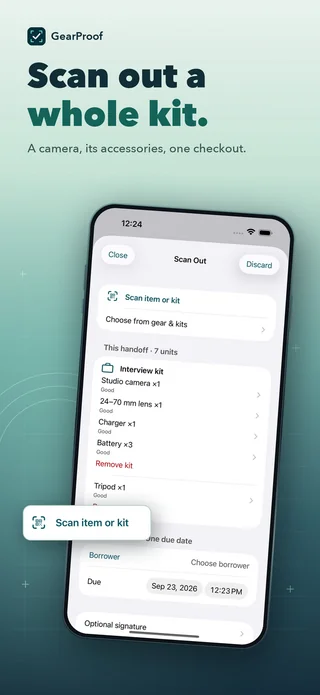 GearProof
Scan out a
whole kit.
A camera, its accessories, one checkout.
12:24
Close
Scan Out
Discard
Scan item or kit
Choose from gear & kits
This handoff · 7 units
Interview kit
Studio camera ×1
Good
24–70 mm lens ×1
Good
Charger ×1
Good
Battery ×3
Good
Remove kit
Tripod ×1
Good
Scan item or kit
one due date
Borrower
Choose borrower
Due
Sep 23, 2026
12:23 PM
Optional signature